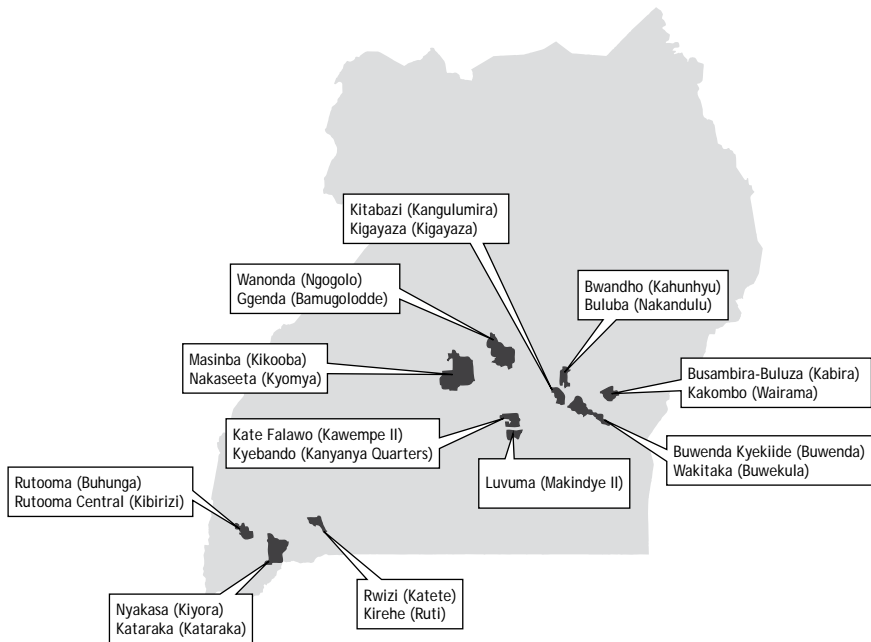 Kitabazi (Kangulumira)
Kigayaza (Kigayaza)
Wanonda (Ngogolo)
Ggenda (Bamugolodde)
Bwandho (Kahunhyu)
Buluba (Nakandulu)
Masinba (Kikooba)
Nakaseeta (Kyomya)
Busambira-Buluza (Kabira)
Kakombo (Wairama)
Kate Falawo (Kawempe II)
Kyebando (Kanyanya Quarters)
Buwenda Kyekiide (Buwenda)
Wakitaka (Buwekula)
Luvuma (Makindye II)
Rutooma (Buhunga)
Rutooma Central (Kibirizi)
Rwizi (Katete)
Kirehe (Ruti)
Nyakasa (Kiyora)
Kataraka (Kataraka)